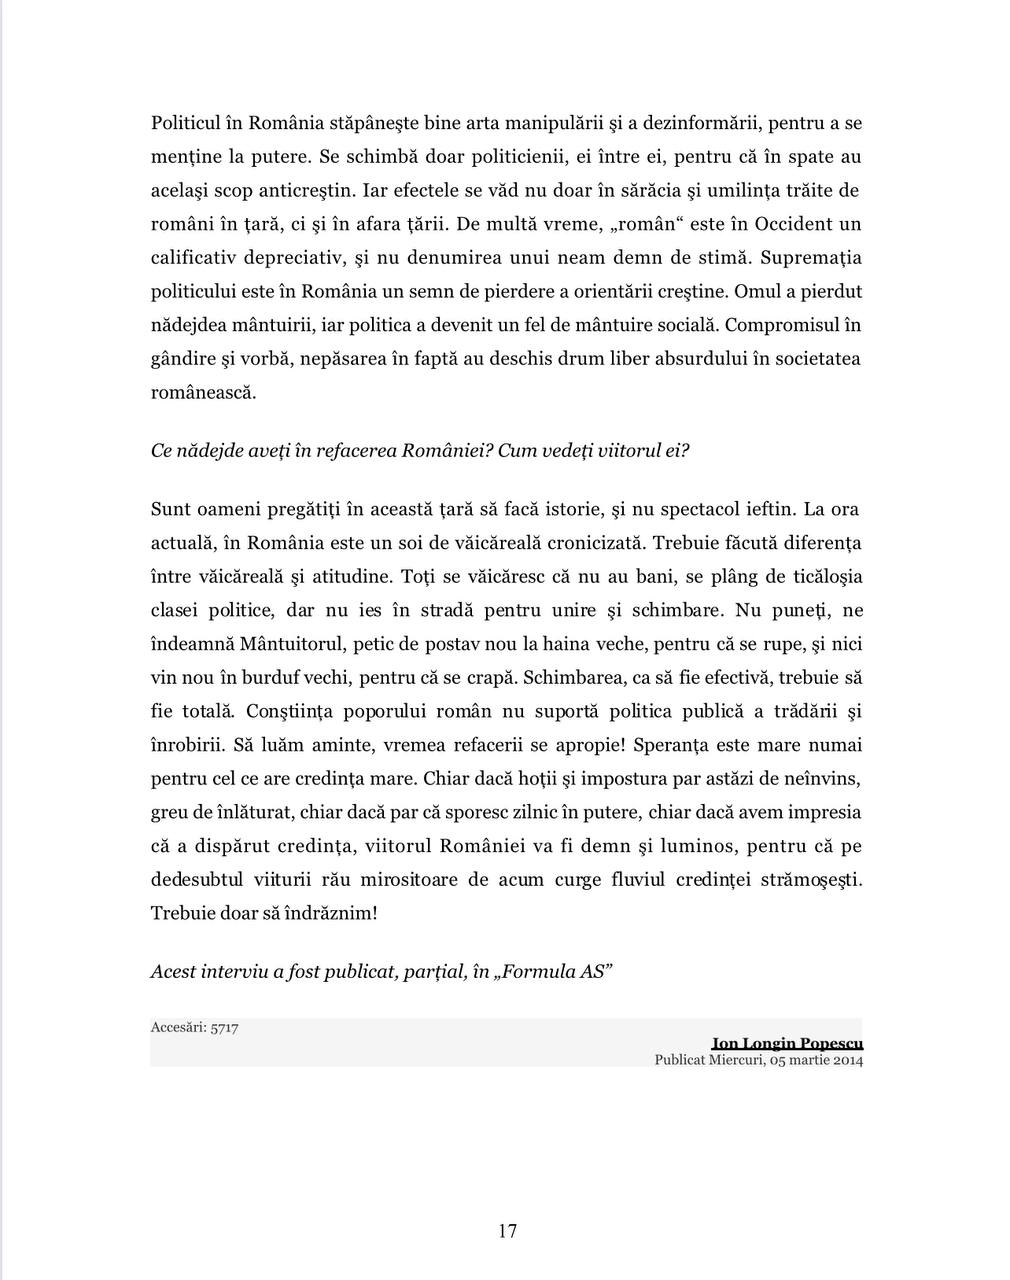 Politicul în România stăpâneşte bine arta manipulării şi a dezinformării, pentru a se
menţine la putere. Se schimbă doar politicienii, ei între ei, pentru că în spate au
acelaşi scop anticreştin. Iar efectele se văd nu doar în sărăcia şi umilinţa trăite de
români în ţară, ci şi în afara ţării. De multă vreme, „român“ este în Occident un
calificativ depreciativ, şi nu denumirea unui neam demn de stimă. Supremaţia
politicului este în România un semn de pierdere a orientării creştine. Omul a pierdut
nădejdea mântuirii, iar politica a devenit un fel de mântuire socială. Compromisul în
gândire şi vorbă, nepăsarea în faptă au deschis drum liber absurdului în societatea
românească.
Ce nădejde aveţi în refacerea României? Cum vedeţi viitorul ei?
Sunt oameni pregătiţi în această ţară să facă istorie, şi nu spectacol ieftin. La ora
actuală, în România este un soi de văicăreală cronicizată. Trebuie făcută diferenţa
între văicăreală şi atitudine. Toţi se văicăresc că nu au bani, se plâng de ticăloşia
clasei politice, dar nu ies în stradă pentru unire şi schimbare. Nu puneţi, ne
îndeamnă Mântuitorul, petic de postav nou la haina veche, pentru că se rupe, şi nici
vin nou în burduf vechi, pentru că se crapă. Schimbarea, ca să fie efectivă, trebuie să
fie totală. Conştiinţa poporului român nu suportă politica publică a trădării şi
înrobirii. Să luăm aminte, vremea refacerii se apropie! Speranţa este mare numai
pentru cel ce are credinţa mare. Chiar dacă hoţii şi impostura par astăzi de neînvins,
greu de înlăturat, chiar dacă par că sporesc zilnic în putere, chiar dacă avem impresia
că a dispărut credinţa, viitorul României va fi demn şi luminos, pentru că pe
dedesubtul viiturii rău mirositoare de acum curge fluviul credinţei strămoşeşti.
Trebuie doar să îndrăznim!
Acest interviu a fost publicat, parţial, în „Formula AS”
Accesări: 5717
Ion Longin Popescu
Publicat Miercuri, 05 martie 2014
17